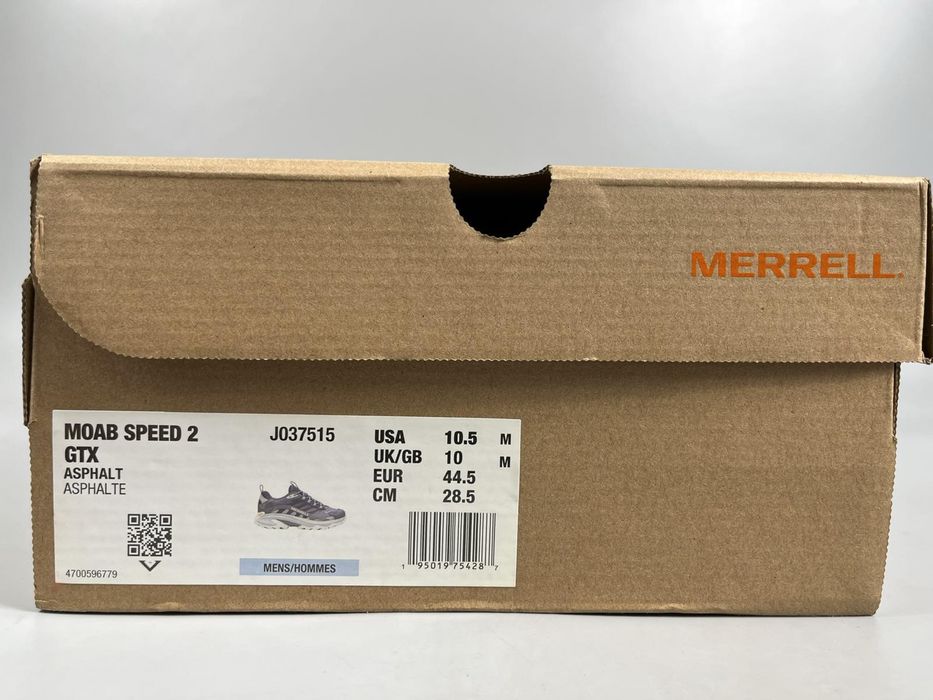 MERRELL.
MOAB SPEED 2
GTX
ASPHALT
ASPHALTE
J037515
USA 10.5 M
UK/GB 10 M
EUR 44.5
CM 28.5
MENS/HOMMES
4700596779
1 95019 75428 7